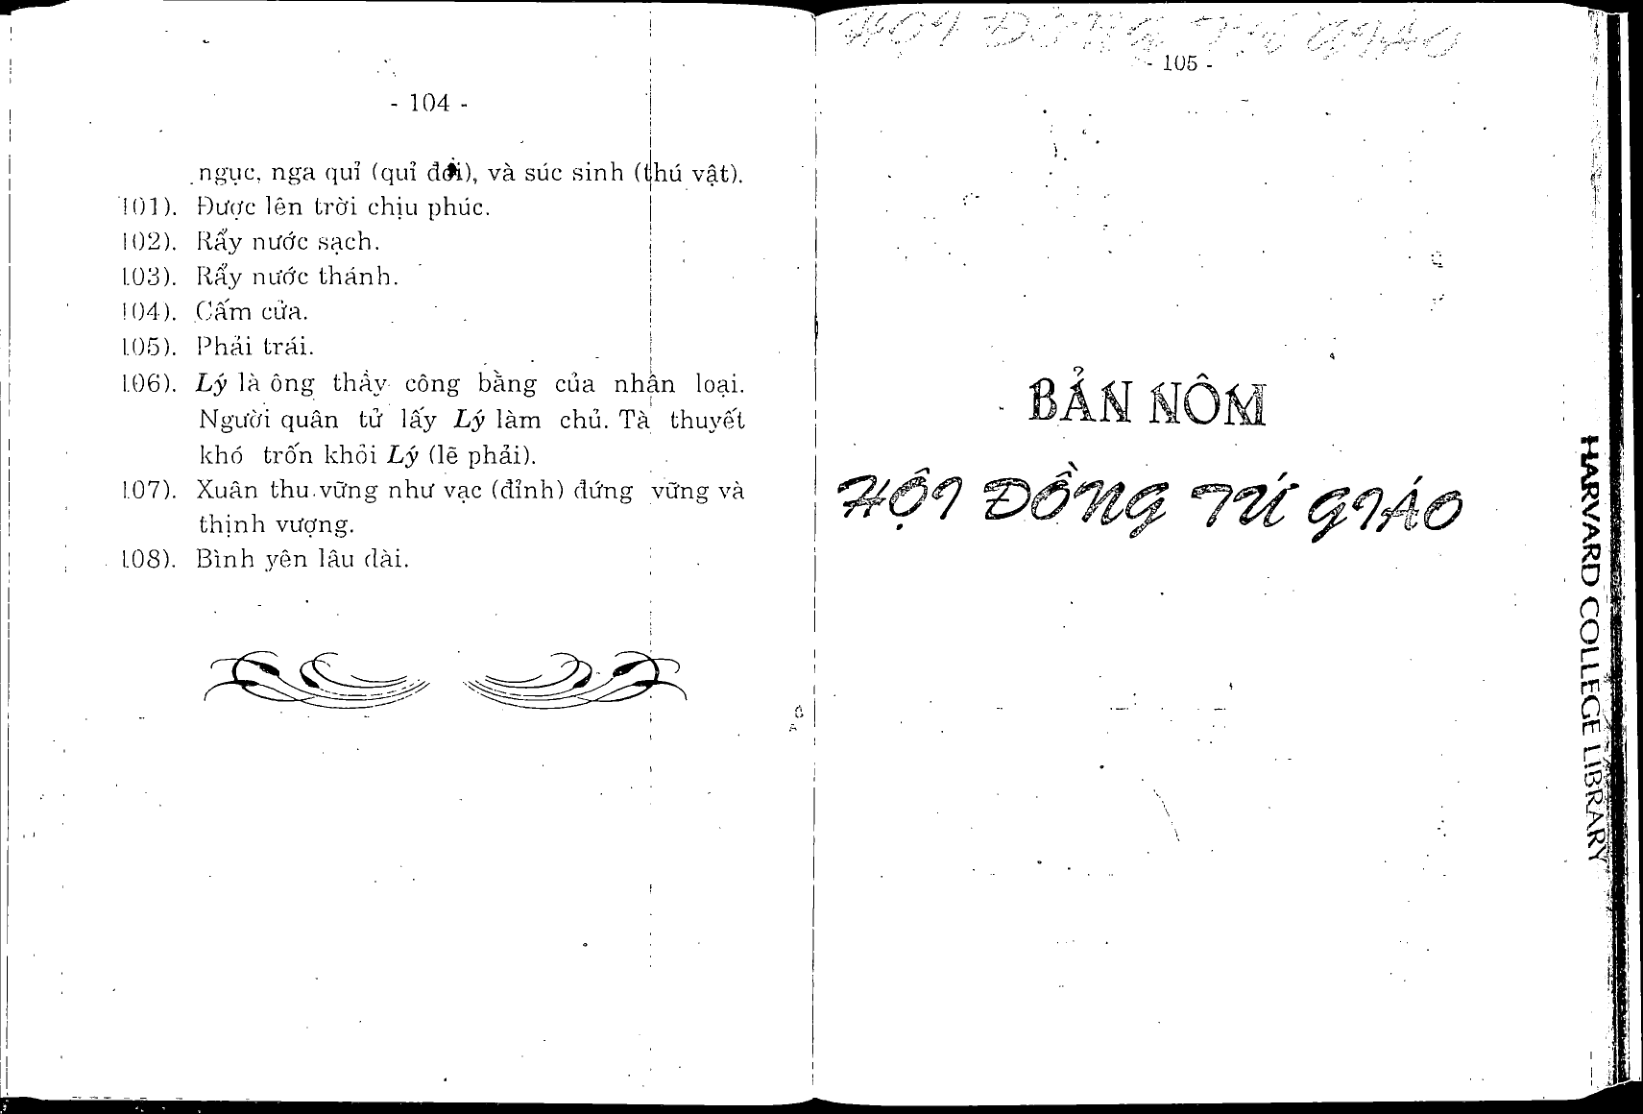 - 104 -
ngục, nga quỉ (quỉ đói), và súc sinh (thú vật).
101). Được lên trời chịu phúc.
102). Rẩy nước sạch.
103). Rẩy nước thánh.
104). Cấm cửa.
105). Phải trái.
106). Lý là ông thầy công bằng của nhân loại.
Người quân tử lấy Lý làm chủ. Tà thuyết
khó trốn khỏi Lý (lẽ phải).
107). Xuân thu vững như vạc (đỉnh) đứng vững và
thịnh vượng.
108). Bình yên lâu dài.
HỘI ĐỒNG TỨ GIÁO
- 105 -
BẢN NÔM
HỘI ĐỒNG TỨ GIÁO
HARVARD COLLEGE LIBRARY